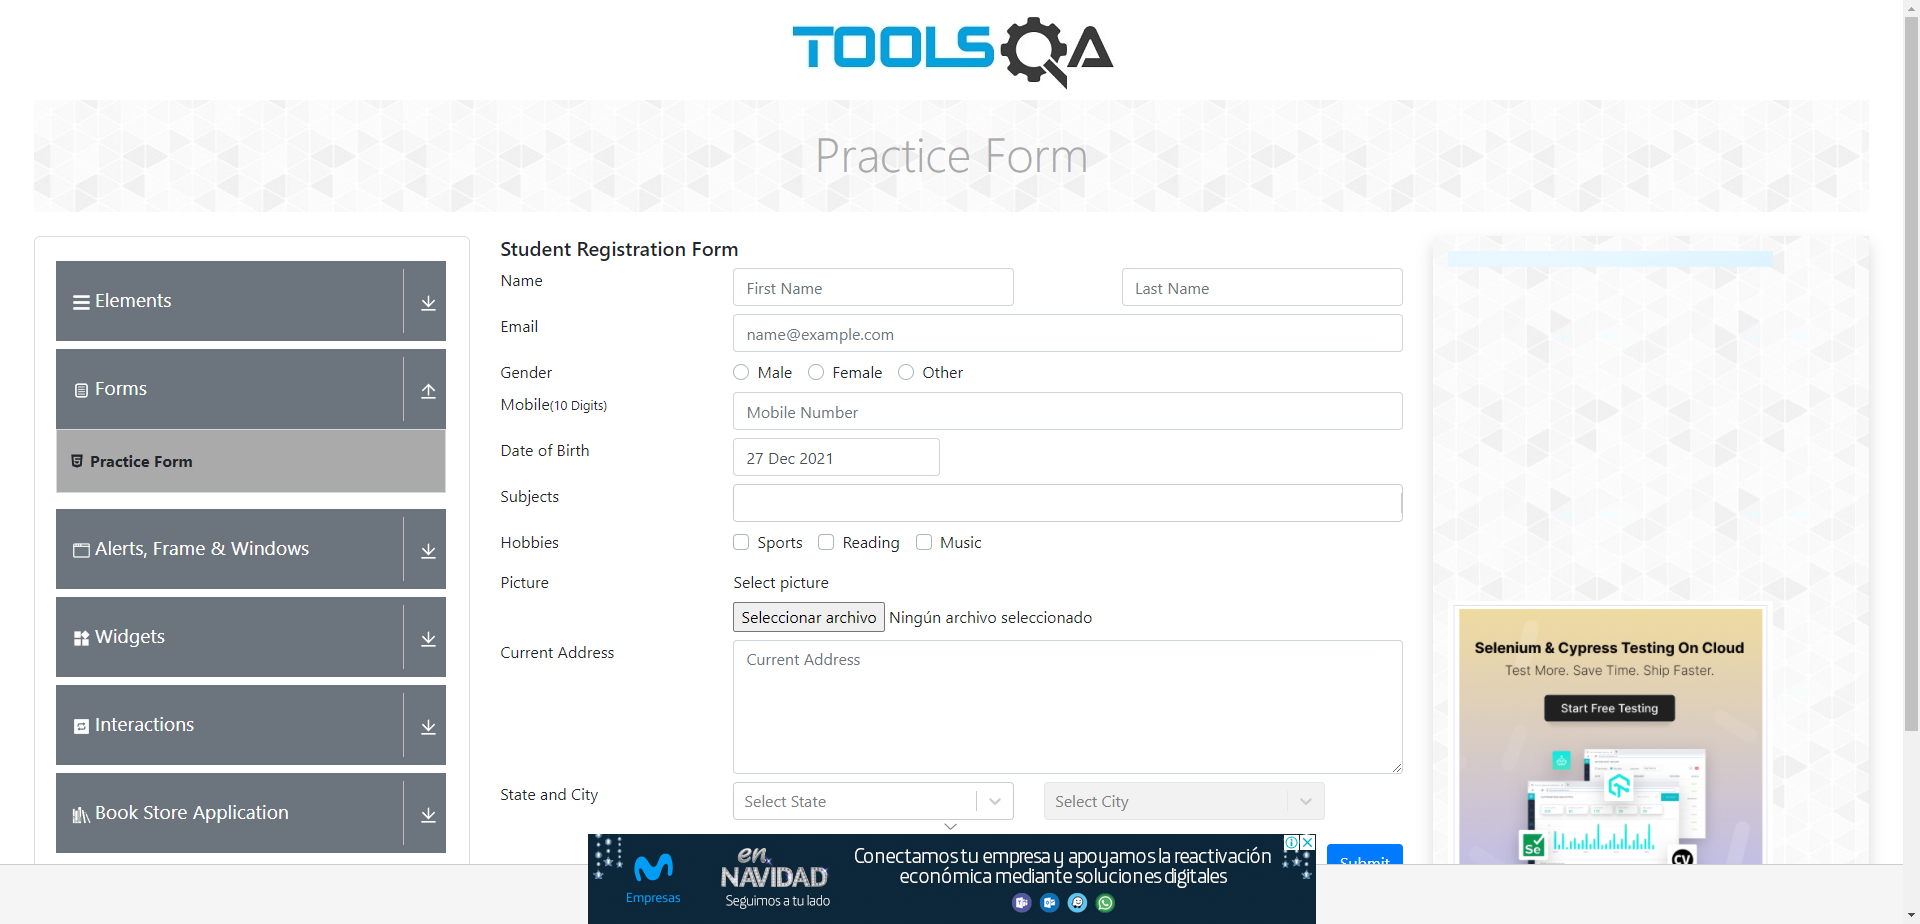 TOOLSQA
Practice Form
Elements
Forms
Practice Form
Alerts, Frame & Windows
Widgets
Interactions
Book Store Application
Student Registration Form
Name
First Name
Last Name
Email
name@example.com
Gender
Male
Female
Other
Mobile(10 Digits)
Mobile Number
Date of Birth
27 Dec 2021
Subjects
Hobbies
Sports
Reading
Music
Picture
Select picture
Seleccionar archivo
Ningún archivo seleccionado
Current Address
Current Address
State and City
Select State
Select City
Submit
Selenium & Cypress Testing On Cloud
Test More. Save Time. Ship Faster.
Start Free Testing
Se
CV
Empresas
en
NAVIDAD
Seguimos a tu lado
Conectamos tu empresa y apoyamos la reactivación
económica mediante soluciones digitales